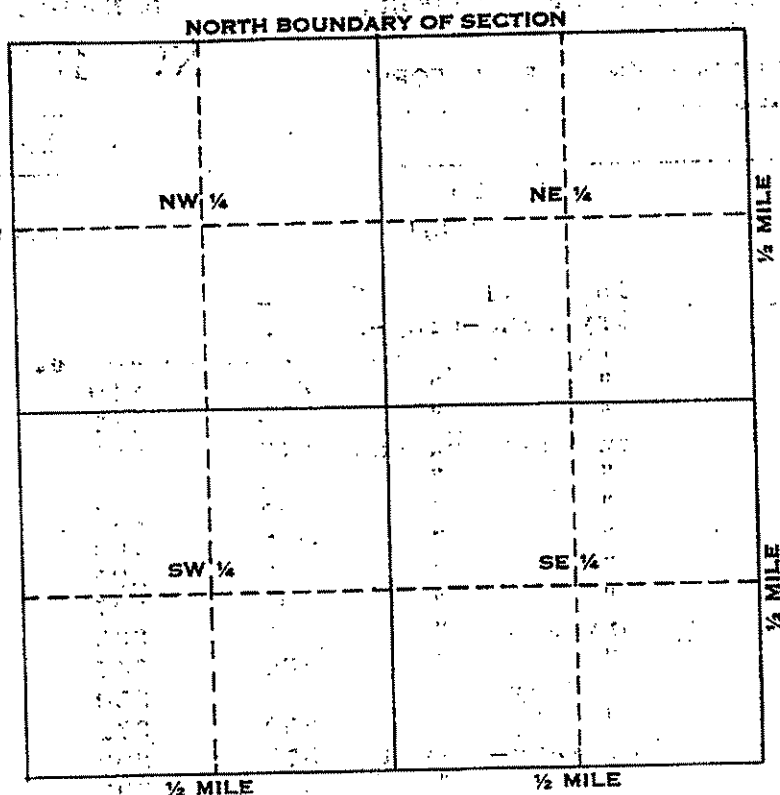 NORTH BOUNDARY OF SECTION
NW ¼
NE ¼
½ MILE
SW ¼
SE ¼
½ MILE
½ MILE
½ MILE